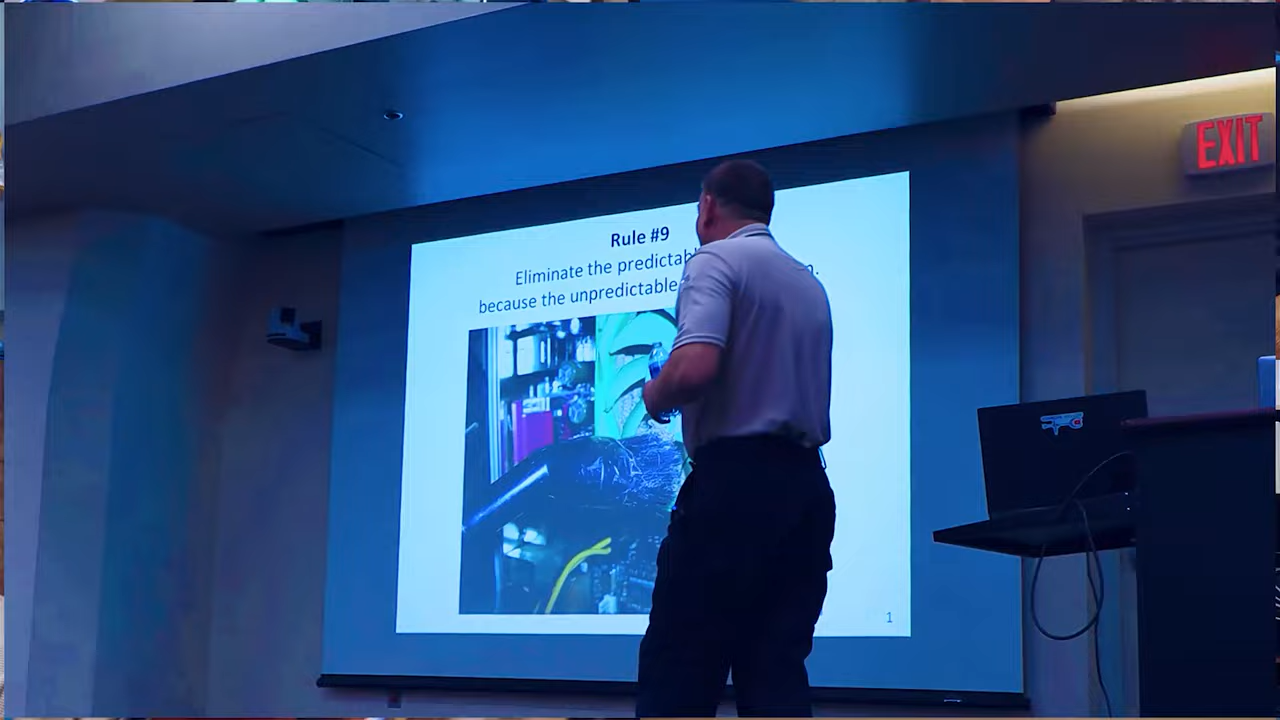 Rule #9
Eliminate the predictab
because the unpredictable
1
EXIT